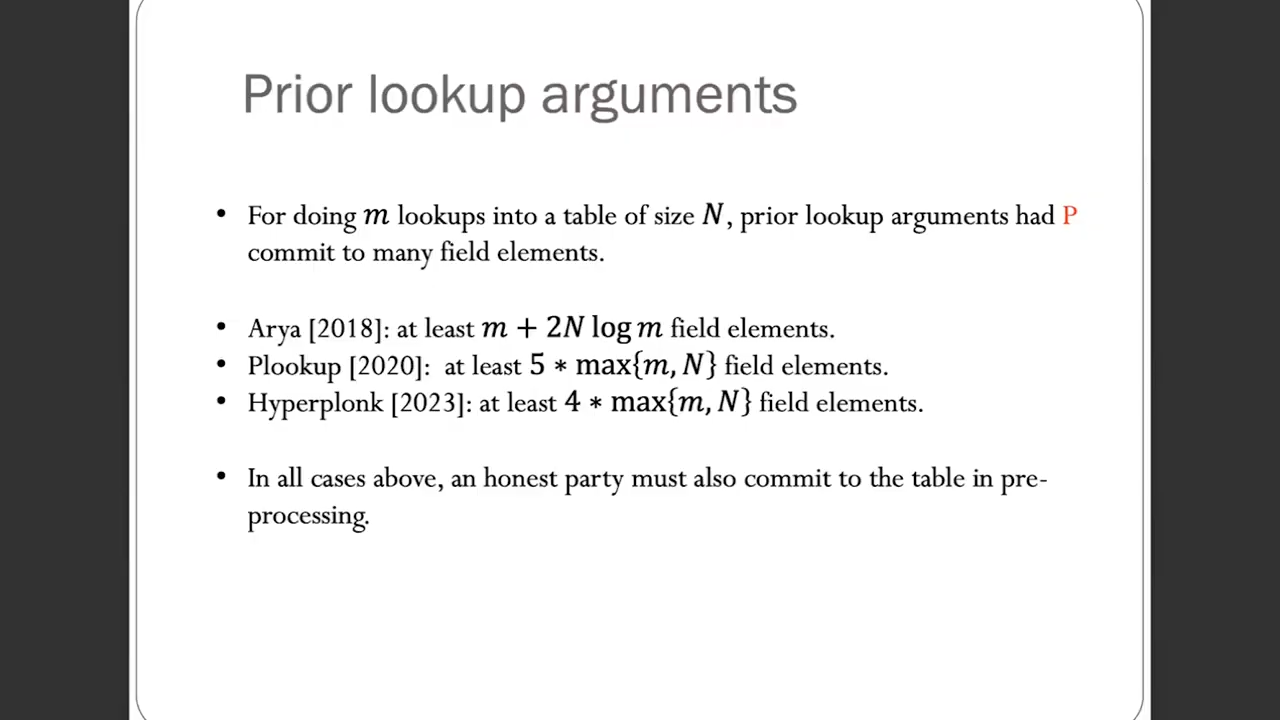 Prior lookup arguments
• For doing m lookups into a table of size N, prior lookup arguments had P
commit to many field elements.
• Arya [2018]: at least m + 2N log m field elements.
• Plookup [2020]: at least 5 ∗ max{m, N} field elements.
• Hyperplonk [2023]: at least 4 ∗ max{m, N} field elements.
• In all cases above, an honest party must also commit to the table in pre-
processing.